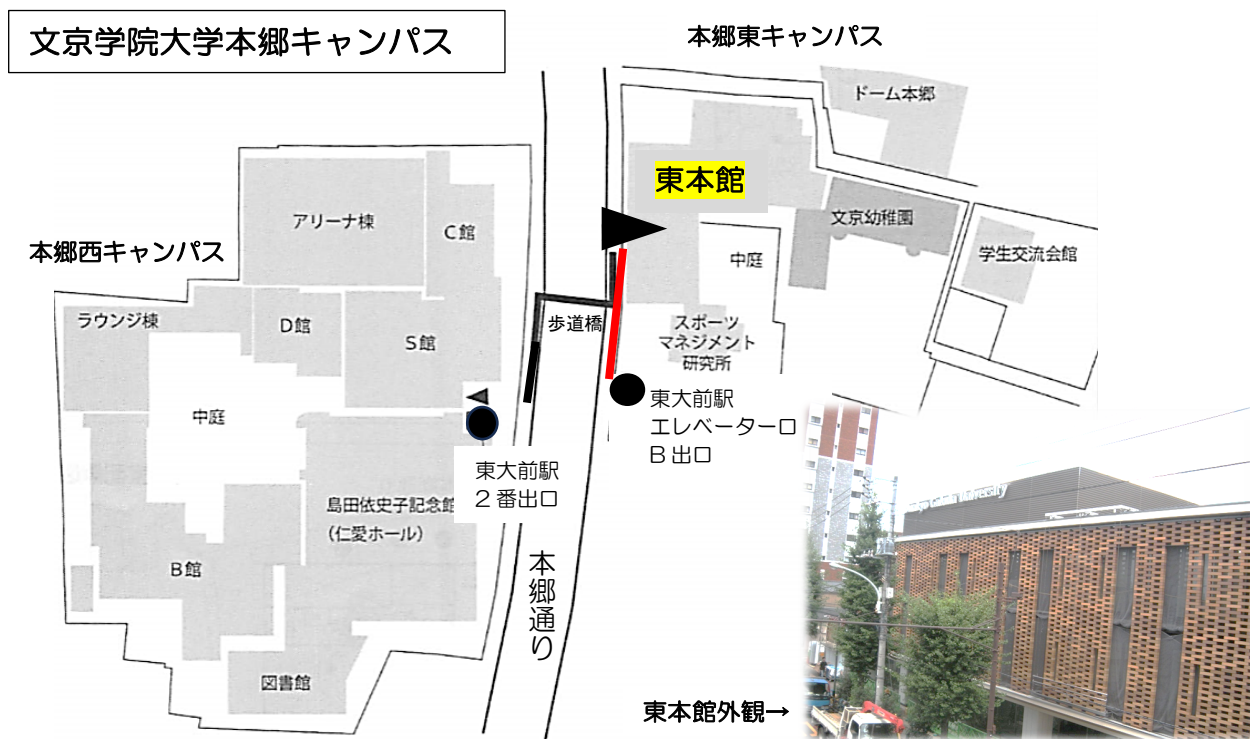 文京学院大学本郷キャンパス
本郷東キャンパス
ドーム本郷
東本館
アリーナ棟
C館
文京幼稚園
本郷西キャンパス
中庭
学生交流会館
ラウンジ棟
D館
S館
歩道橋
スポーツ
マネジメント
研究所
中庭
東大前駅
エレベーター口
B出口
東大前駅
2番出口
島田依史子記念館
(仁愛ホール)
B館
本郷通り
図書館
東本館外観→
University